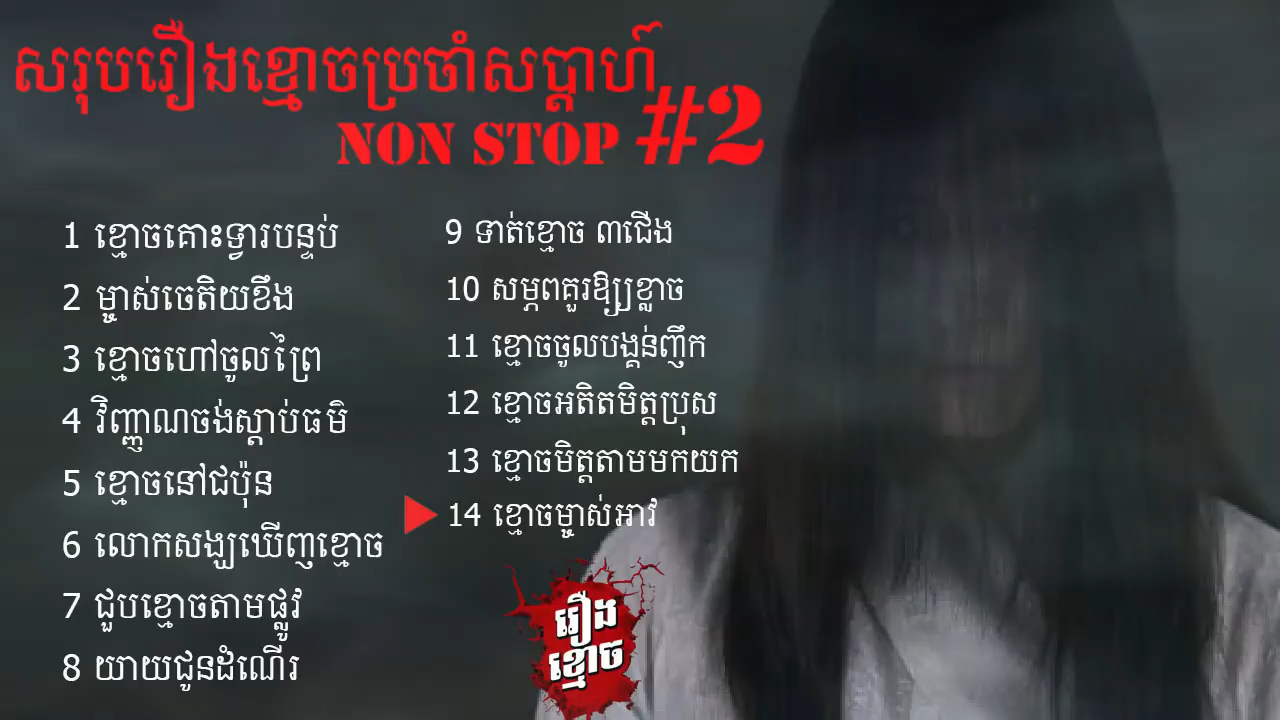 សរុបរឿងខ្មោចប្រចាំសប្តាហ៍
NON STOP #2
1 ខ្មោចគោះទ្វារបន្ទប់
2 ម្ចាស់ចេតិយខឹង
3 ខ្មោចហៅចូលព្រៃ
4 វិញ្ញាណចង់ស្តាប់ធម៌
5 ខ្មោចនៅជប៉ុន
6 លោកសង្ឃឃើញខ្មោច
7 ជួបខ្មោចតាមផ្លូវ
8 យាយជូនដំណើរ
9 ទាត់ខ្មោច ៣ជើង
10 សម្ភពគួរឱ្យខ្លាច
11 ខ្មោចចូលបង្គន់ញឹក
12 ខ្មោចអតិតមិត្តប្រុស
13 ខ្មោចមិត្តតាមមកយក
14 ខ្មោចម្ចាស់អាវ
រឿង
ខ្មោច